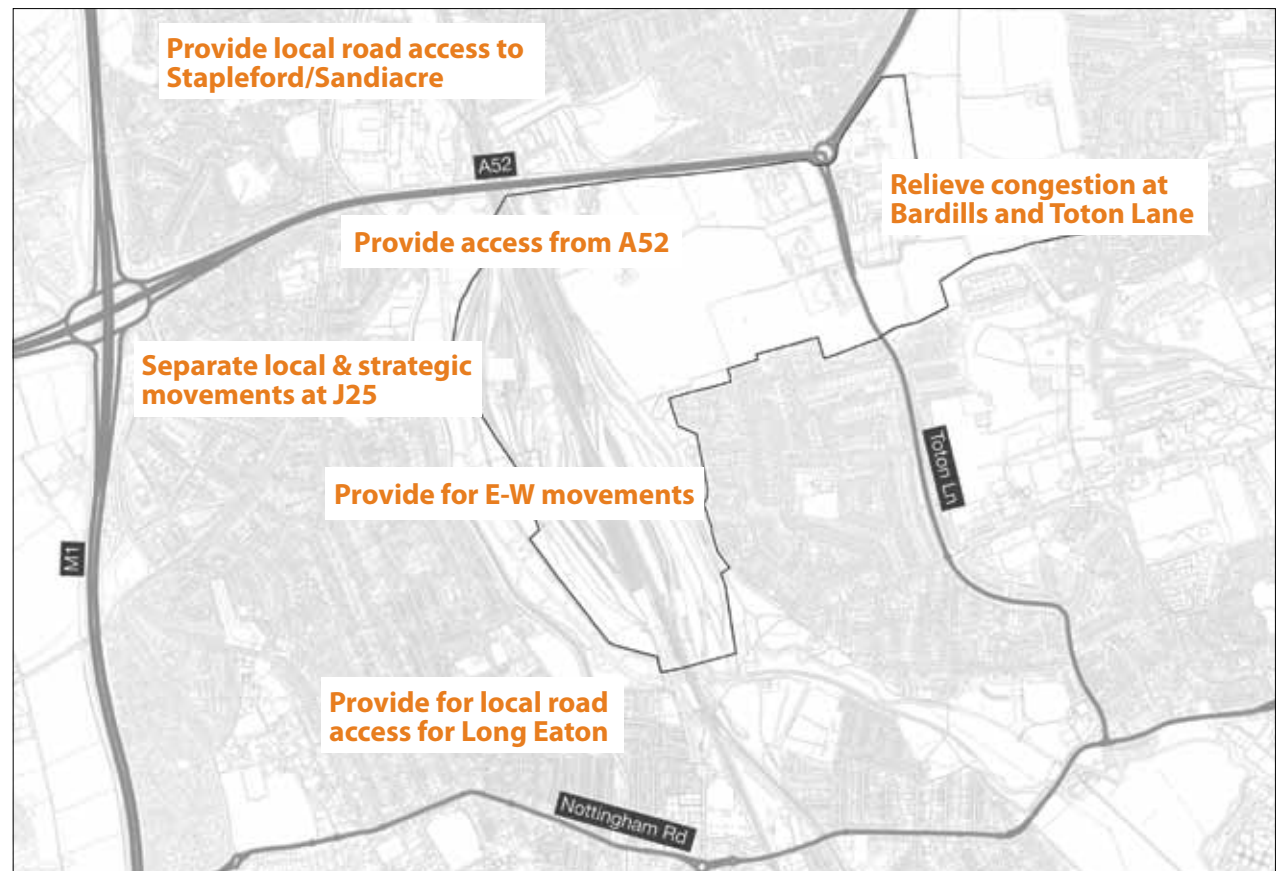 Provide local road access to
Stapleford/Sandiacre
A52
Relieve congestion at
Bardills and Toton Lane
Provide access from A52
Separate local & strategic
movements at J25
Toton Ln
Provide for E-W movements
M1
Provide for local road
access for Long Eaton
Nottingham Rd